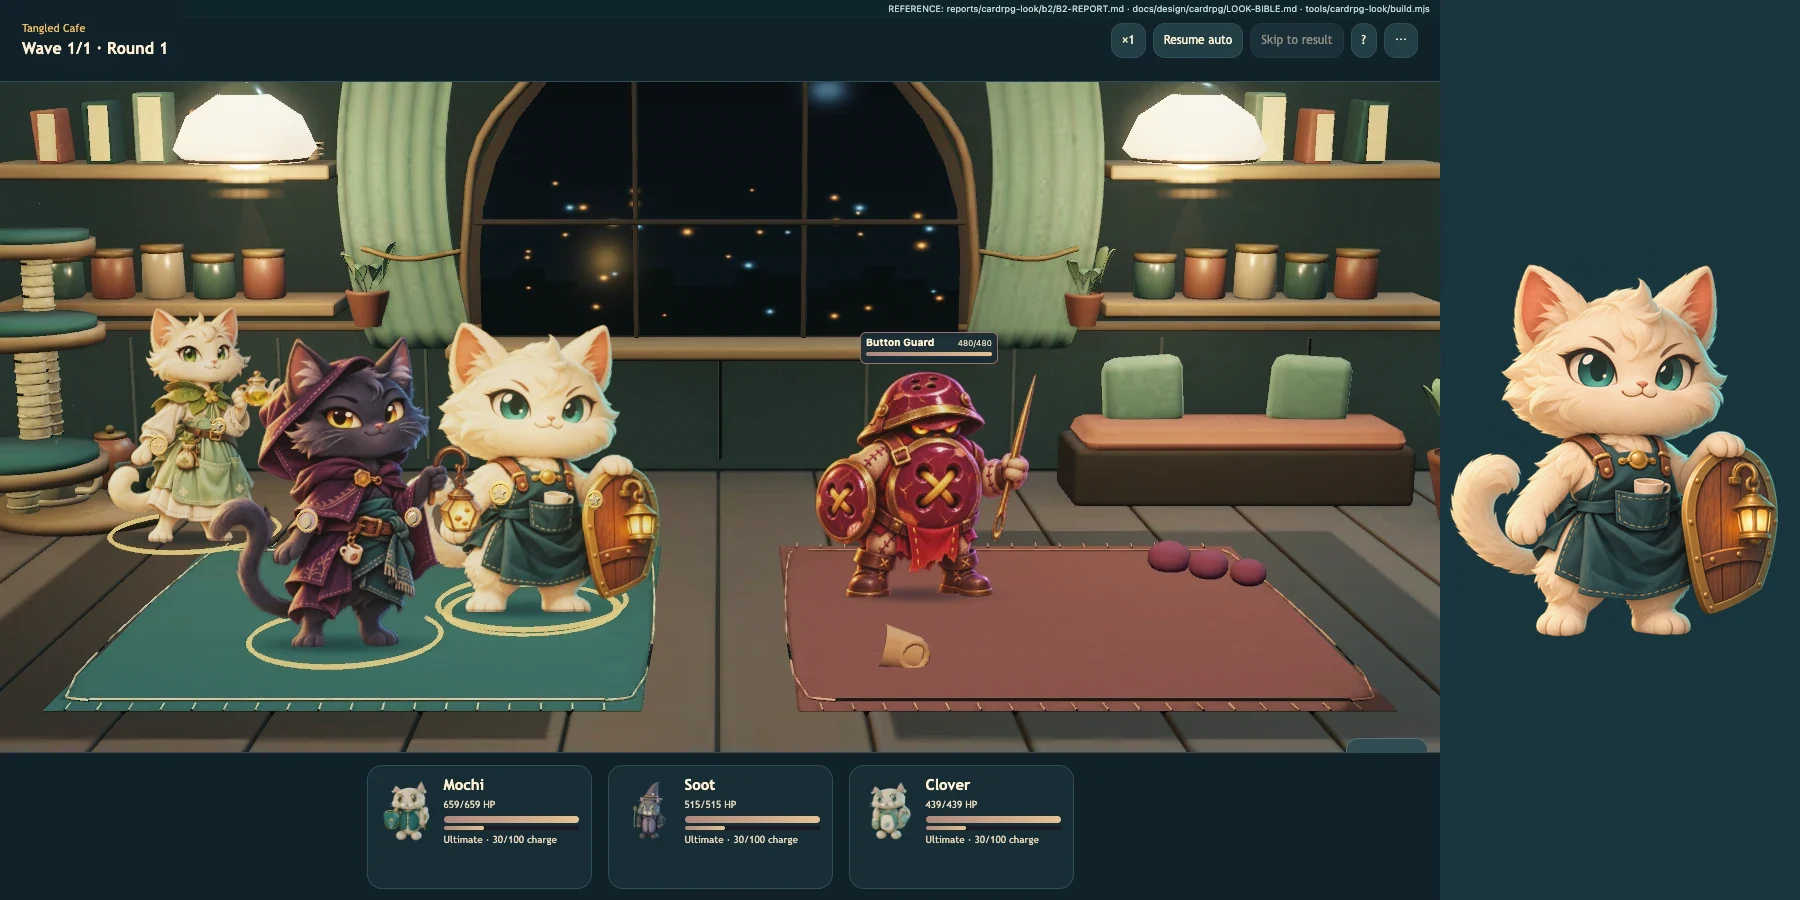 REFERENCE: reports/cardrpg-look/b2/B2-REPORT.md · docs/design/cardrpg/LOOK-BIBLE.md · tools/cardrpg-look/build.mjs
Tangled Cafe
Wave 1/1 · Round 1
×1
Resume auto
Skip to result
?
···
Button Guard 480/480
Mochi
659/659 HP
Ultimate · 30/100 charge
Soot
515/515 HP
Ultimate · 30/100 charge
Clover
439/439 HP
Ultimate · 30/100 charge